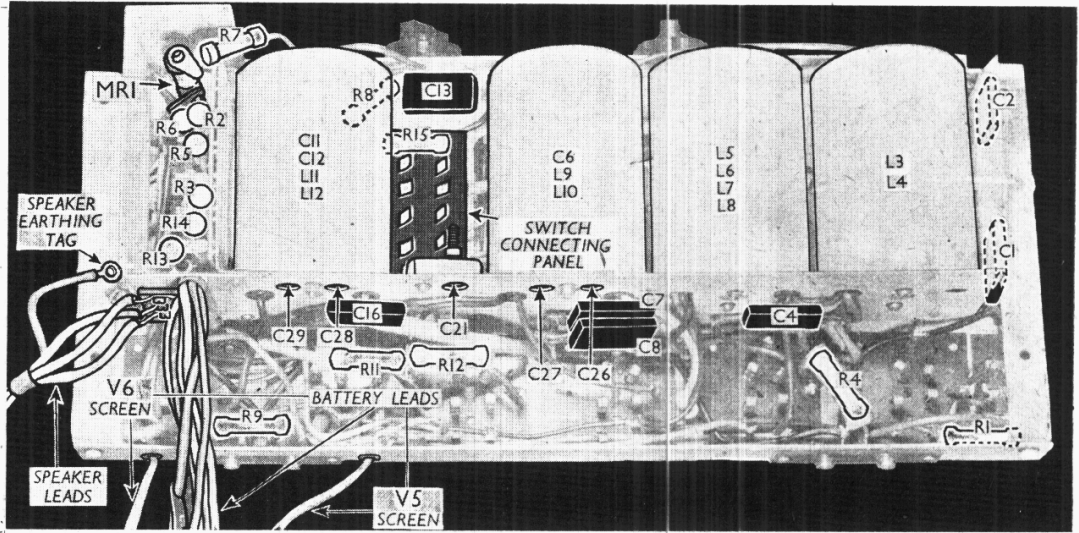 R7
MR1
R6
R2
R5
R3
R14
R13
SPEAKER
EARTHING
TAG
C11
C12
L11
L12
R8
C13
R15
SWITCH
CONNECTING
PANEL
C6
L9
L10
L5
L6
L7
L8
L3
L4
C2
C1
C29
C28
C16
C21
C27
C26
C7
C8
C4
R11
R12
R4
R9
R1
V6
SCREEN
BATTERY LEADS
SPEAKER
LEADS
V5
SCREEN